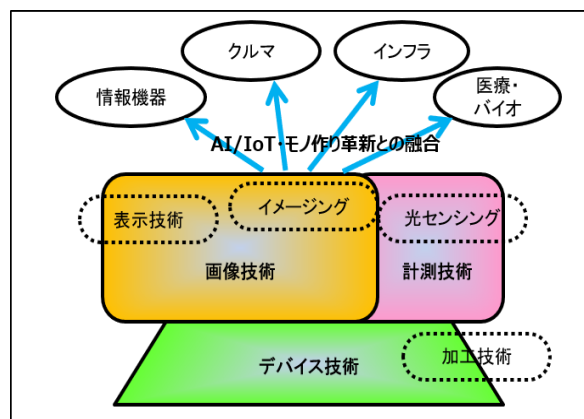 クルマ
インフラ
情報機器
医療・
バイオ
AI/IoT・モノ作り革新との融合
表示技術
イメージング
光センシング
画像技術
計測技術
加工技術
デバイス技術